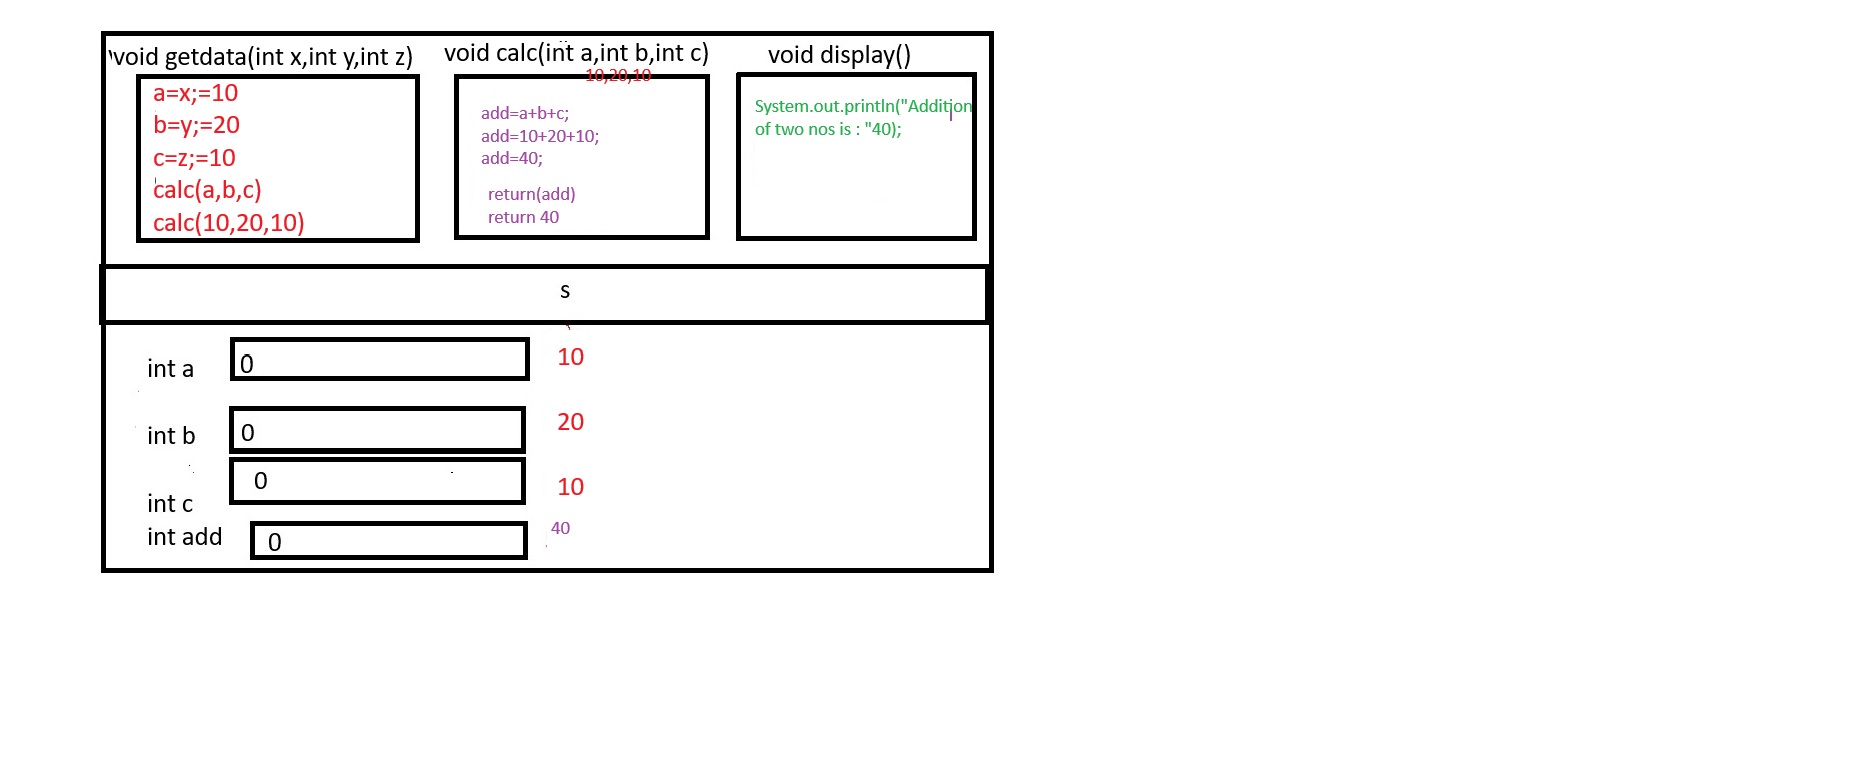 void getdata(int x,int y,int z)
a=x;=10
b=y;=20
c=z;=10
calc(a,b,c)
calc(10,20,10)
void calc(int a,int b,int c)
10,20,10
add=a+b+c;
add=10+20+10;
add=40;
return(add)
return 40
void display()
System.out.println("Addition
of two nos is : "40);
s
int a
0
10
int b
0
20
int c
0
10
int add
0
40